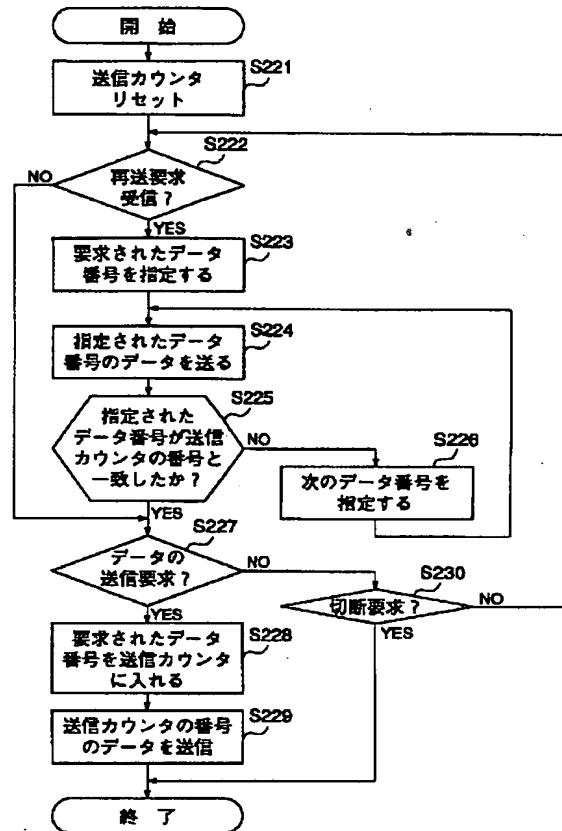 開 始
S221
送信カウンタ
リセット
S222
NO
再送要求
受信?
YES
S223
要求されたデータ
番号を指定する
S224
指定されたデータ
番号のデータを送る
S225
指定された
データ番号が送信
カウンタの番号と
一致したか?
NO
S226
次のデータ番号を
指定する
YES
S227
データの
送信要求?
NO
S230
切断要求?
NO
YES
YES
S228
要求されたデータ
番号を送信カウンタ
に入れる
S229
送信カウンタの番号
のデータを送信
終 了